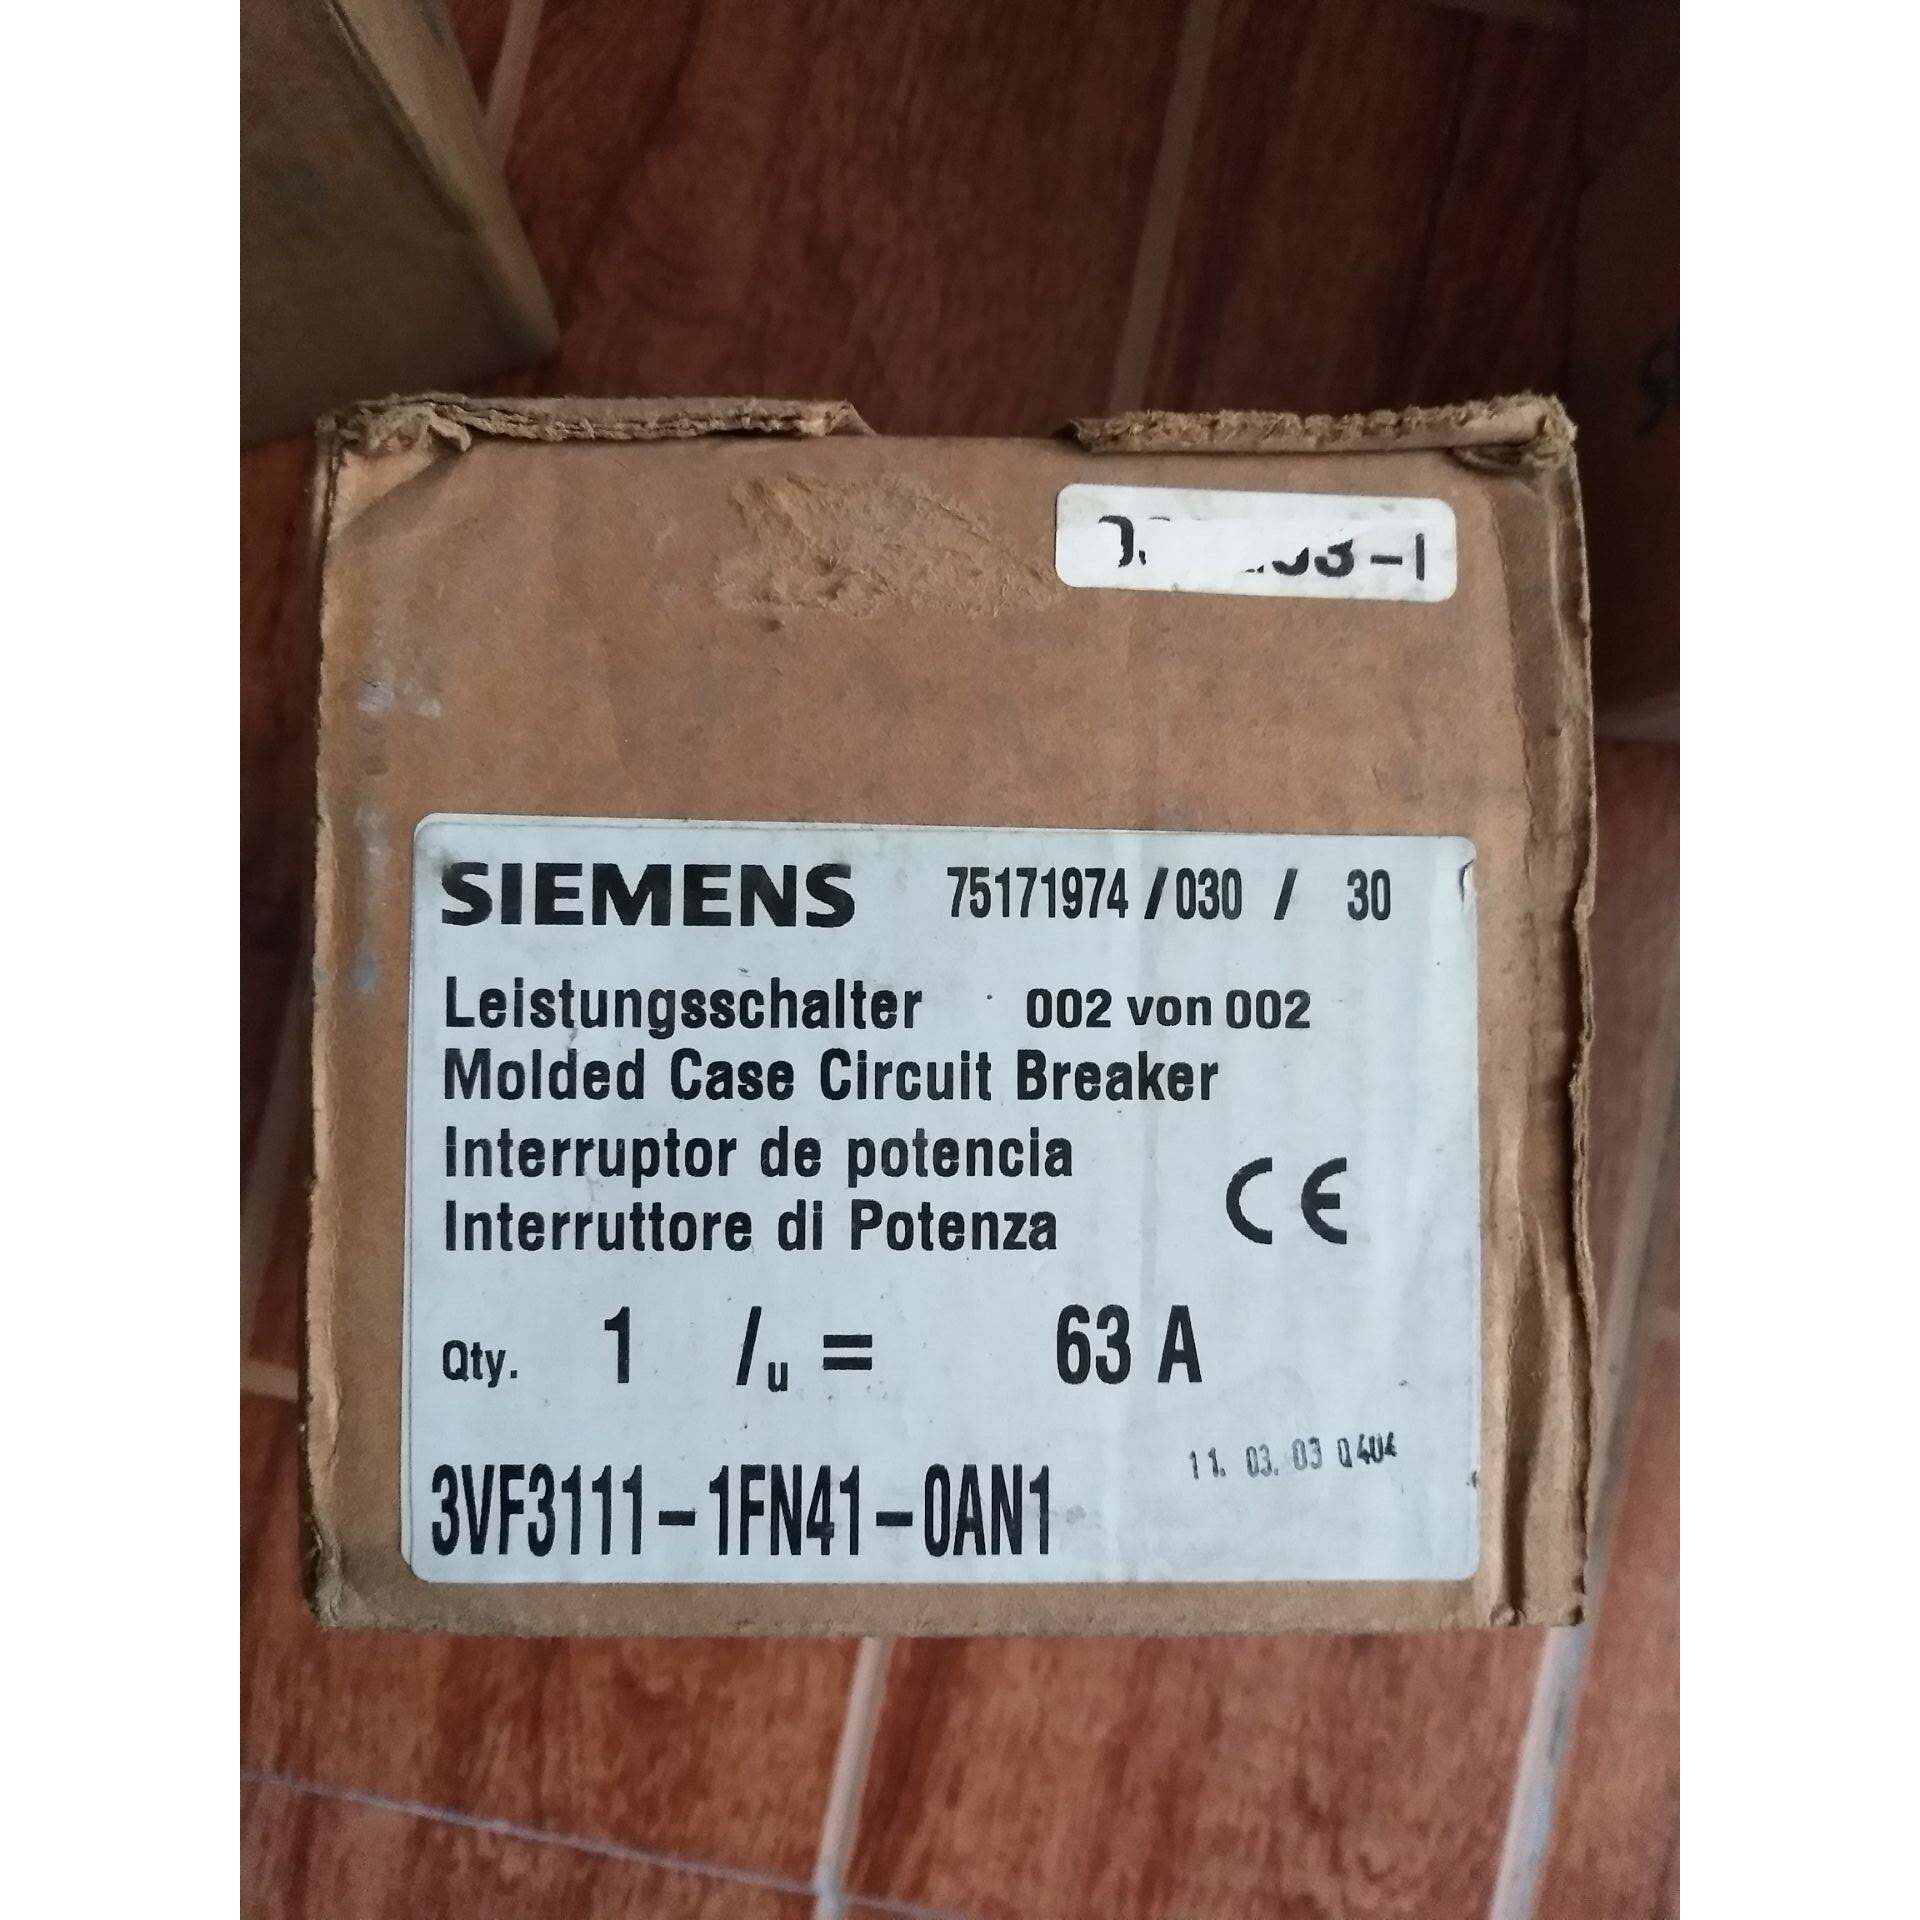 SIEMENS 75171974 / 030 / 30
Leistungsschalter 002 von 002
Molded Case Circuit Breaker
Interruptor de potencia
Interruttore di Potenza
CE
Qty. 1 Iu = 63 A
11. 03. 03 0404
3VF3111-1FN41-0AN1